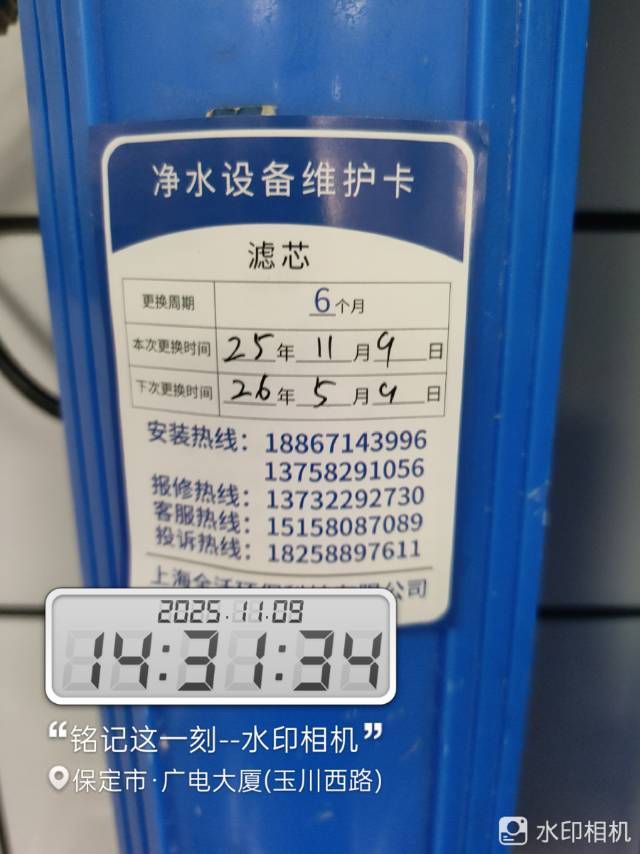 净水设备维护卡
滤芯
更换周期 6个月
本次更换时间 25年11月9日
下次更换时间 26年5月9日
安装热线：18867143996
13758291056
报修热线：13732292730
客服热线：15158087089
投诉热线：18258897611
上海 公司
2025.11.09
14:31:34
“铭记这一刻--水印相机”
保定市·广电大厦(玉川西路)
水印相机